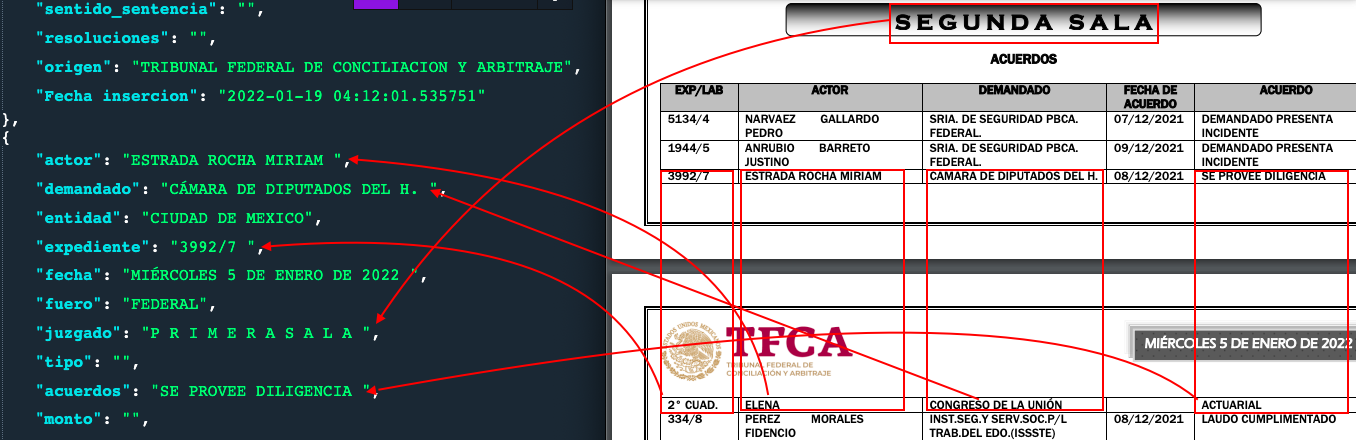 "sentido_sentencia": "",
"resoluciones": "",
"origen": "TRIBUNAL FEDERAL DE CONCILIACION Y ARBITRAJE",
"Fecha insercion": "2022-01-19 04:12:01.535751"
},
{
"actor": "ESTRADA ROCHA MIRIAM ",
"demandado": "CÁMARA DE DIPUTADOS DEL H. ",
"entidad": "CIUDAD DE MEXICO",
"expediente": "3992/7 ",
"fecha": "MIÉRCOLES 5 DE ENERO DE 2022 ",
"fuero": "FEDERAL",
"juzgado": "P R I M E R A S A L A ",
"tipo": "",
"acuerdos": "SE PROVEE DILIGENCIA ",
"monto": "",
SEGUNDA SALA
ACUERDOS
EXP/LAB ACTOR DEMANDADO FECHA DE ACUERDO
ACUERDO
5134/4 NARVAEZ GALLARDO SRIA. DE SEGURIDAD PBCA. 07/12/2021 DEMANDADO PRESENTA
PEDRO FEDERAL. INCIDENTE
1944/5 ANRUBIO BARRETO SRIA. DE SEGURIDAD PBCA. 09/12/2021 DEMANDADO PRESENTA
JUSTINO FEDERAL. INCIDENTE
3992/7 ESTRADA ROCHA MIRIAM CÁMARA DE DIPUTADOS DEL H. 08/12/2021 SE PROVEE DILIGENCIA
TFCA
TRIBUNAL FEDERAL DE
CONCILIACIÓN Y ARBITRAJE
MIÉRCOLES 5 DE ENERO DE 2022
2° CUAD. ELENA CONGRESO DE LA UNIÓN ACTUARIAL
334/8 PEREZ MORALES INST.SEG.Y SERV.SOC.P/L 08/12/2021 LAUDO CUMPLIMENTADO
FIDENCIO TRAB.DEL EDO.(ISSSTE)